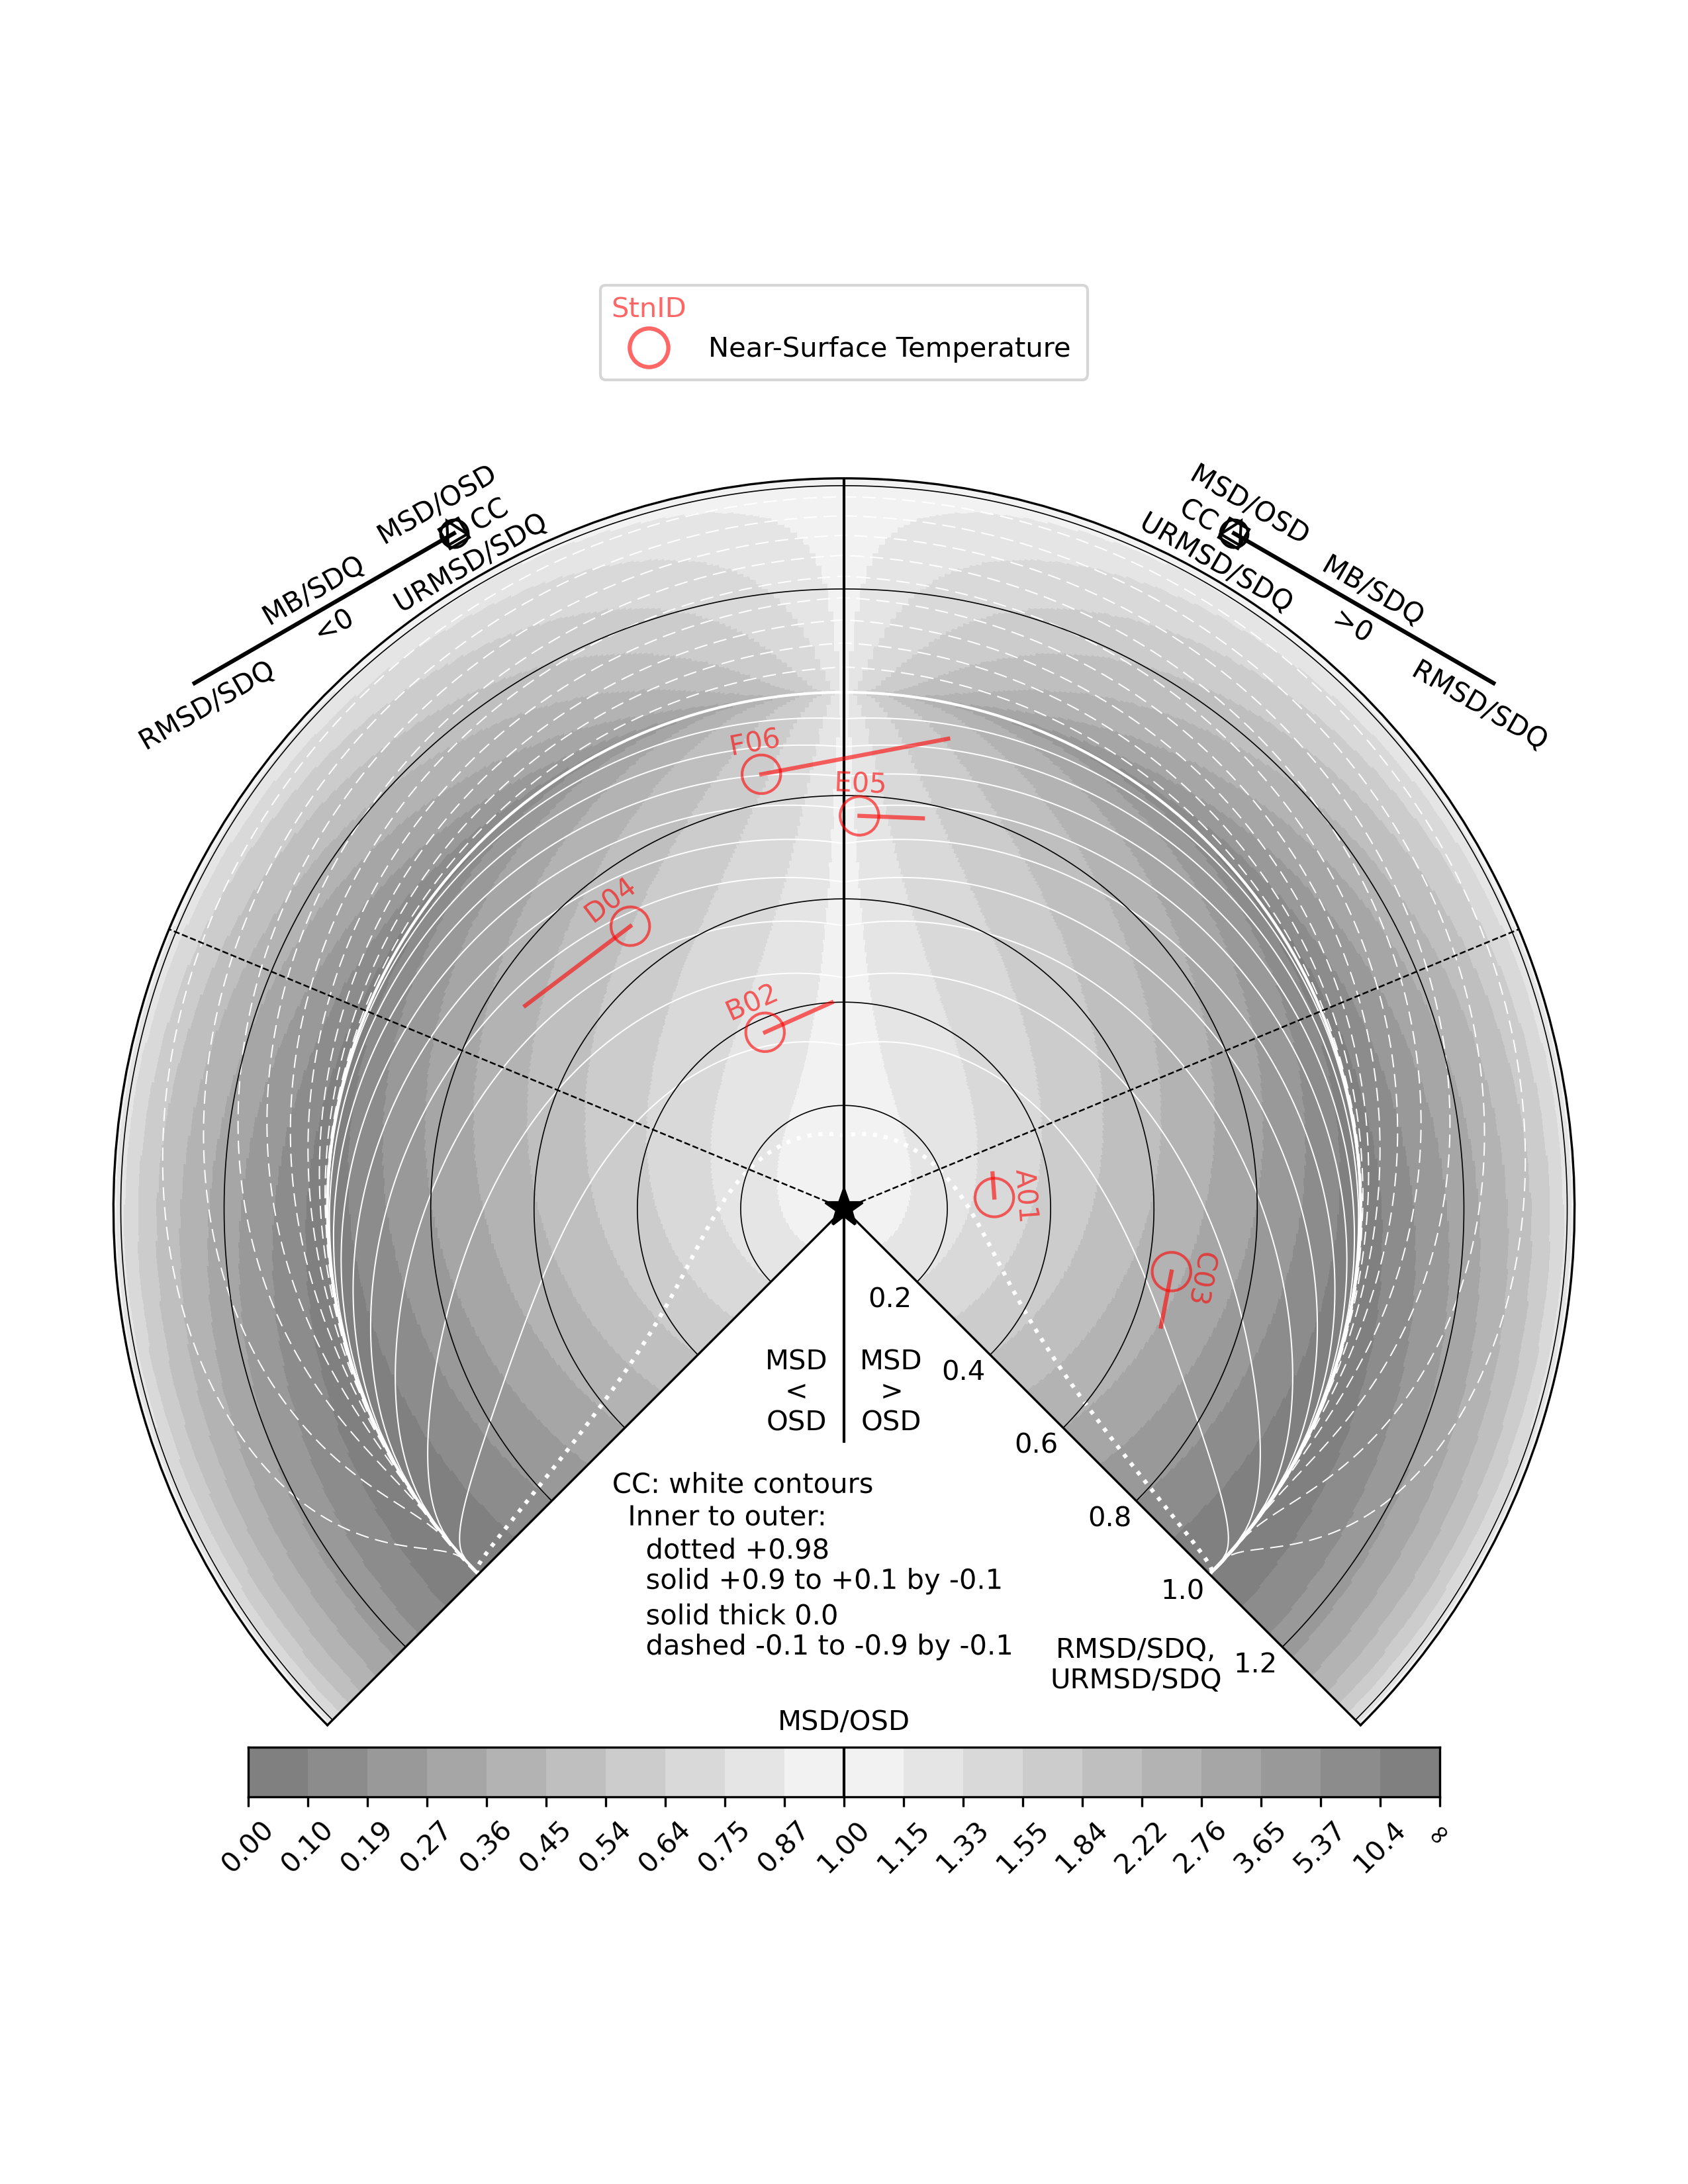 StnID
Near-Surface Temperature
MSD/OSD
CC
URMSD/SDQ
MB/SDQ
<0
RMSD/SDQ
MSD/OSD
CC
URMSD/SDQ
MB/SDQ
>0
RMSD/SDQ
F06
E05
D04
B02
A01
C03
0.2
0.4
0.6
0.8
1.0
1.2
MSD
<
OSD
MSD
>
OSD
CC: white contours
Inner to outer:
dotted +0.98
solid +0.9 to +0.1 by -0.1
solid thick 0.0
dashed -0.1 to -0.9 by -0.1
RMSD/SDQ,
URMSD/SDQ
MSD/OSD
0.00 0.10 0.19 0.27 0.36 0.45 0.54 0.64 0.75 0.87 1.00 1.15 1.33 1.55 1.84 2.22 2.76 3.65 5.37 10.4 ∞